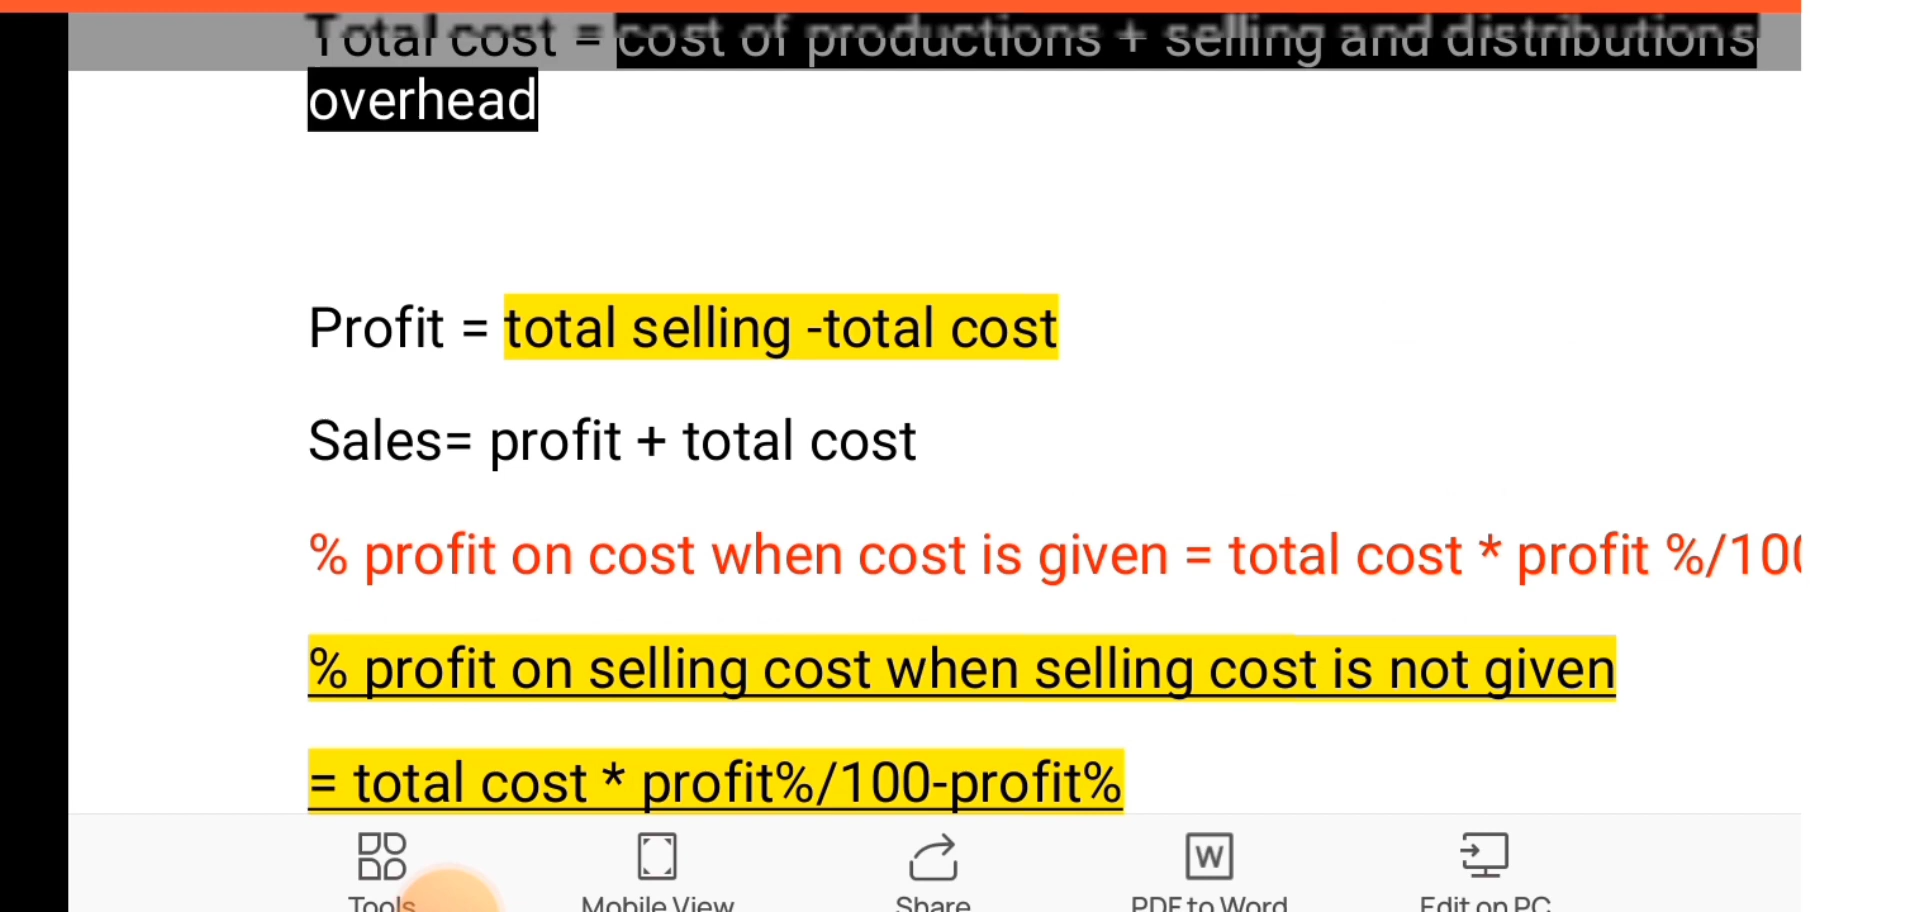 Total cost = cost of productions + selling and distributions
overhead
Profit = total selling -total cost
Sales= profit + total cost
% profit on cost when cost is given = total cost * profit %/100
% profit on selling cost when selling cost is not given
= total cost * profit%/100-profit%
Tools
Mobile View
Share
W
PDF to Word
Edit on PC